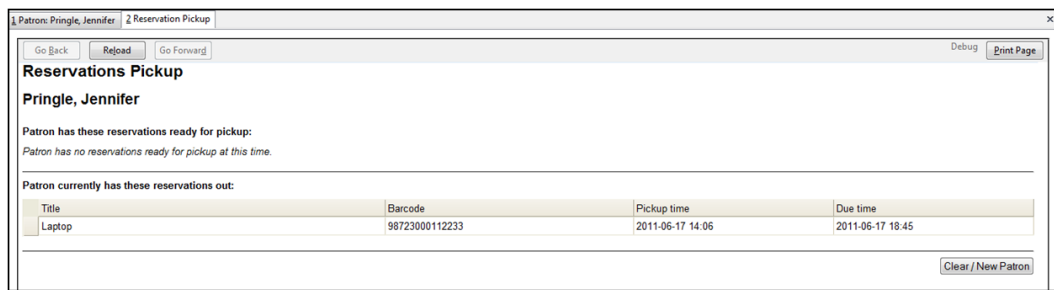 1 Patron: Pringle, Jennifer 2 Reservation Pickup x
Go Back Reload Go Forward Debug Print Page
Reservations Pickup
Pringle, Jennifer
Patron has these reservations ready for pickup:
Patron has no reservations ready for pickup at this time.
Patron currently has these reservations out:
Title Barcode Pickup time Due time
Laptop 98723000112233 2011-06-17 14:06 2011-06-17 18:45
Clear / New Patron